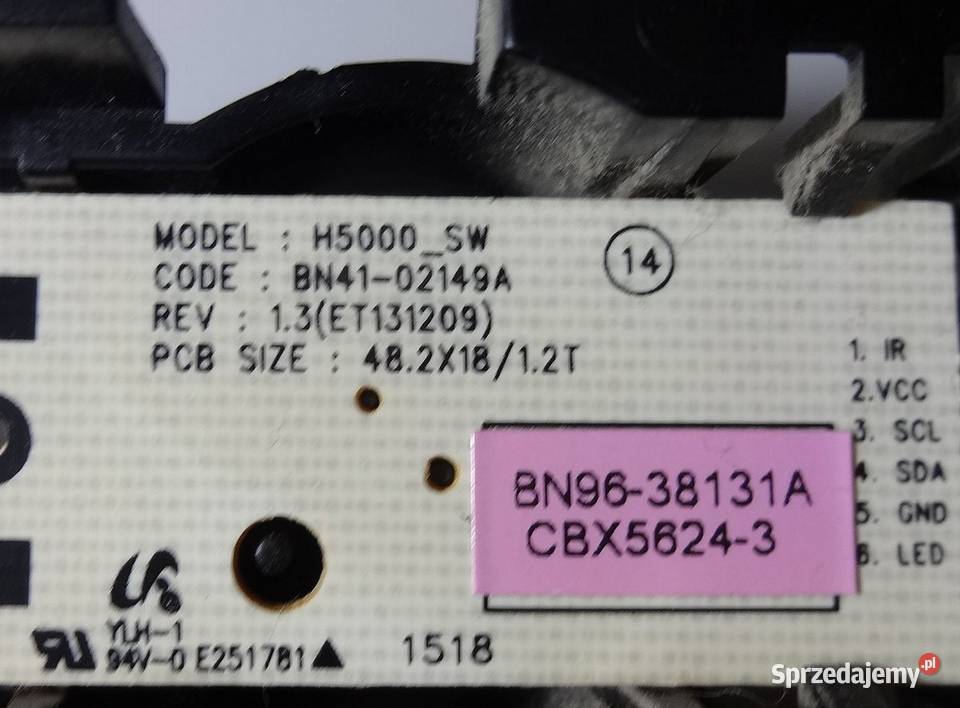 MODEL : H5000_SW
CODE : BN41-02149A
REV : 1.3(ET131209)
PCB SIZE : 48.2X18/1.2T
14
1. IR
2.VCC
3. SCL
4. SDA
5. GND
6. LED
BN96-38131A
CBX5624-3
YLH-1
94V-0 E251781
1518
Sprzedajemy.pl